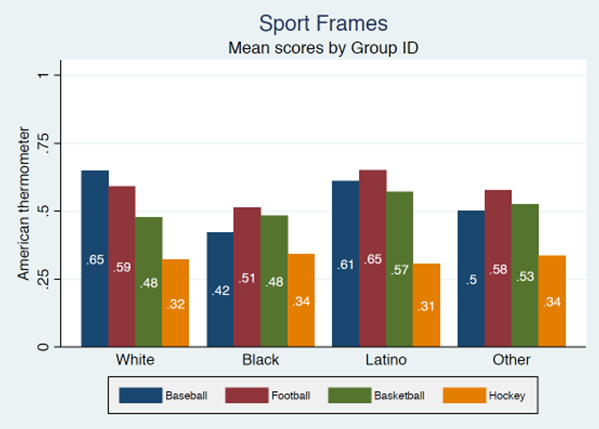 Sport Frames
Mean scores by Group ID
American thermometer
1
.75
.5
.25
0
.65 .59 .48 .32
.42 .51 .48 .34
.61 .65 .57 .31
.5 .58 .53 .34
White Black Latino Other
Baseball Football Basketball Hockey